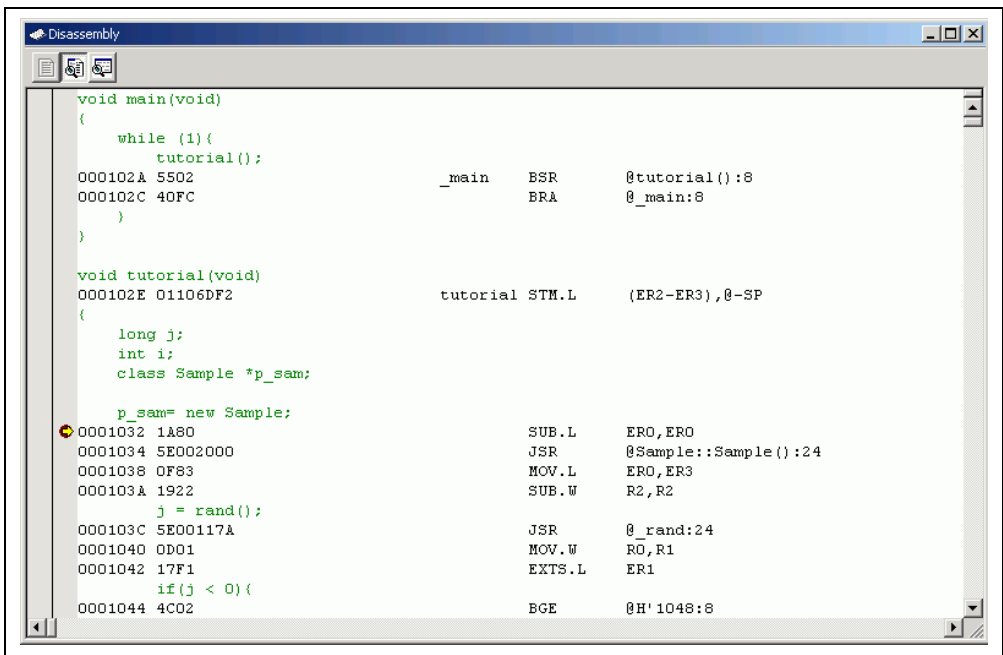 Disassembly
void main(void)
{
    while (1){
        tutorial();
000102A 5502 _main BSR @tutorial():8
000102C 40FC BRA @_main:8
    }
}
void tutorial(void)
000102E 01106DF2 tutorial STM.L (ER2-ER3),@-SP
{
    long j;
    int i;
    class Sample *p_sam;
    p_sam= new Sample;
0001032 1A80 SUB.L ER0,ER0
0001034 5E002000 JSR @Sample::Sample():24
0001038 0F83 MOV.L ER0,ER3
000103A 1922 SUB.W R2,R2
        j = rand();
000103C 5E00117A JSR @_rand:24
0001040 0D01 MOV.W R0,R1
0001042 17F1 EXTS.L ER1
        if(j < 0){
0001044 4C02 BGE @H'1048:8